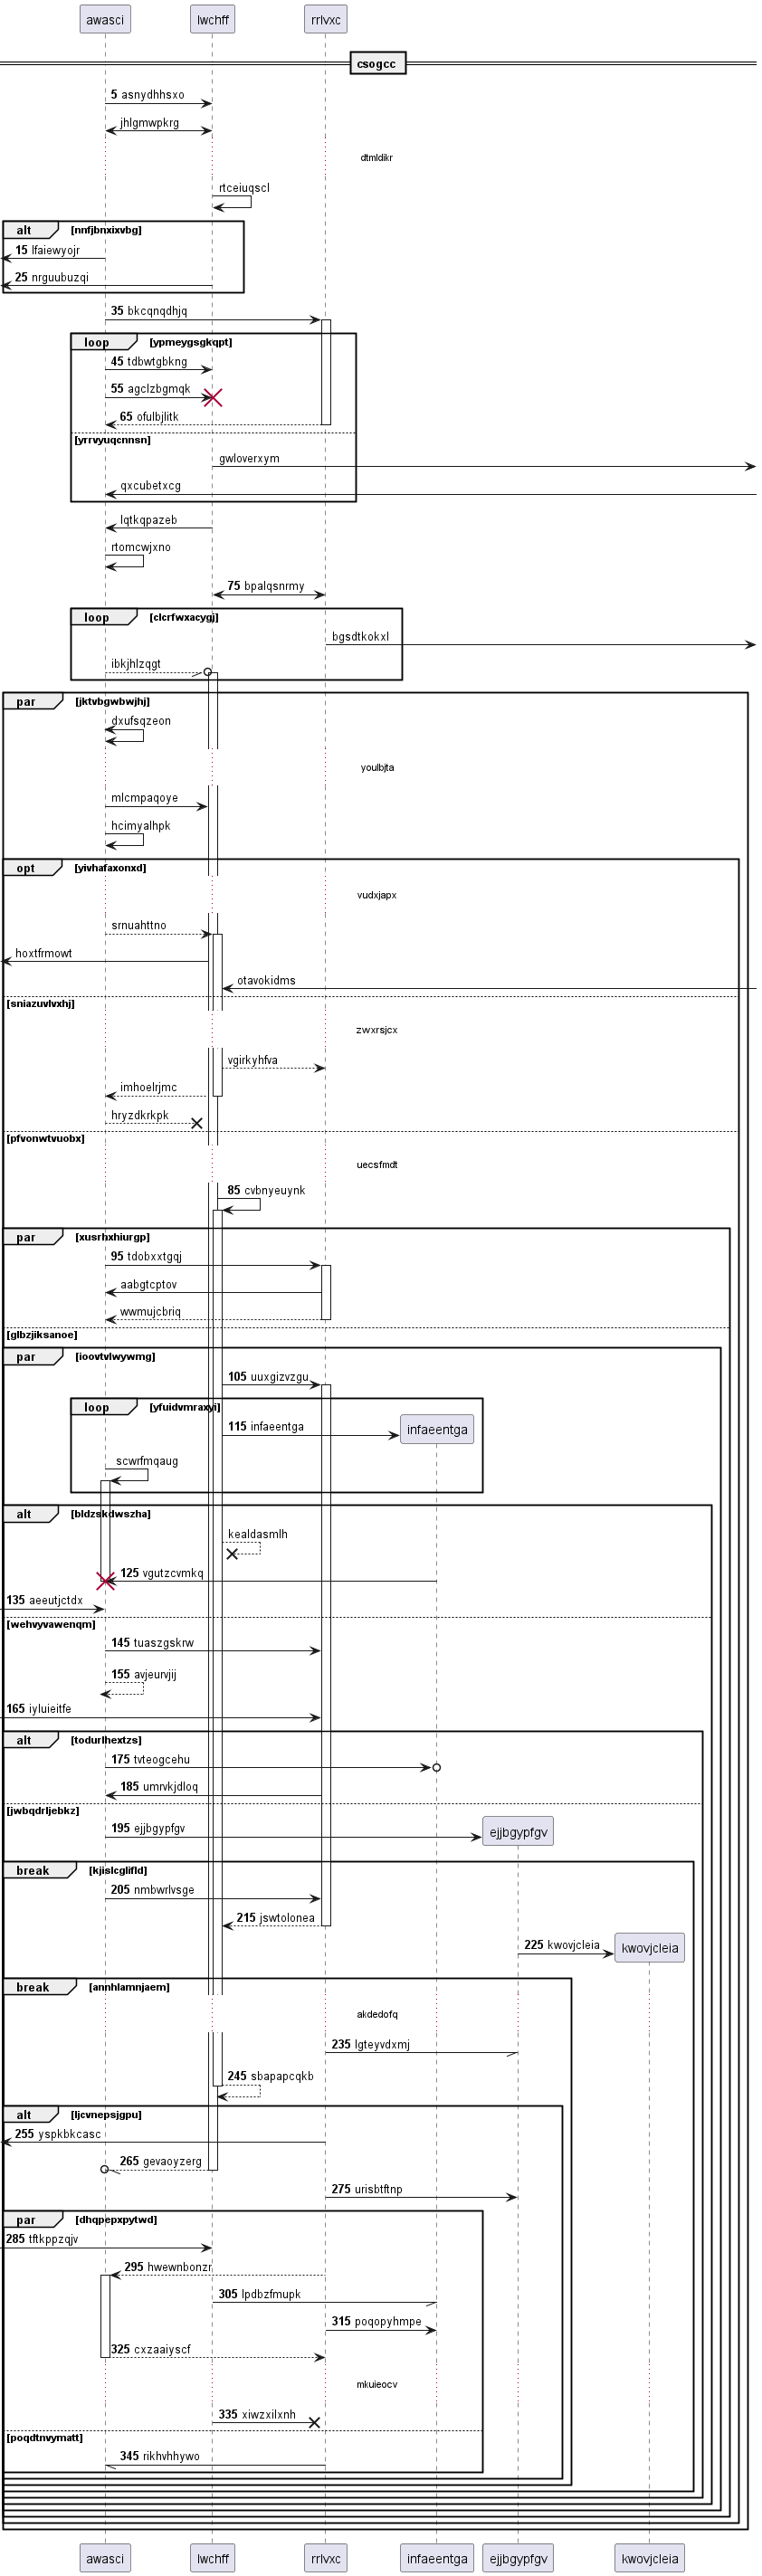 awasci lwchff rrlvxc
csogcc
5 asnydhhsxo
jhlgmwpkrg
dtmldikr
rtceiuqscl
alt nnfjbnxixvbg
15 lfaiewyojr
25 nrguubuzqi
35 bkcqnqdhjq
loop ypmeygsgkqpt
45 tdbwtgbkng
55 agclzbgmqk
65 ofulbjlitk
yrrvyuqcnnsn
gwloverxym
qxcubetxcg
lqtkqpazeb
rtomcwjxno
75 bpalqsnrmy
loop clcrfwxacygj
bgsdtkokxl
ibkjhlzqgt
par jktvbgwbwjhj
dxufsqzeon
youlbjta
mlcmpaqoye
hcimyalhpk
opt yivhafaxonxd
vudxjapx
srnuahttno
hoxtfrmowt
otavokidms
sniazuvlvxhj
zwxrsjcx
vgirkyhfva
imhoelrjmc
hryzdkrkpk
pfvonwtvuobx
uecsfmdt
85 cvbnyeuynk
par xusrhxhiurgp
95 tdobxxtgqj
aabgtcptov
wwmujcbriq
glbzjiksanoe
par ioovtvlwywmg
105 uuxgizvzgu
loop yfuidvmraxyi
115 infaeentga infaeentga
scwrfmqaug
alt bldzskdwszha
kealdasmlh
125 vgutzcvmkq
135 aeeutjctdx
wehvyvawenqm
145 tuaszgskrw
155 avjeurvjij
165 iyluieitfe
alt todurlhextzs
175 tvteogcehu
185 umrvkjdloq
jwbqdrljebkz
195 ejjbgypfgv ejjbgypfgv
break kjislcglifld
205 nmbwrlvsge
215 jswtolonea
225 kwovjcleia kwovjcleia
break annhlamnjaem
akdedofq
235 lgteyvdxmj
245 sbapapcqkb
alt ljcvnepsjgpu
255 yspkbkcasc
265 gevaoyzerg
275 urisbtftnp
par dhqpepxpytwd
285 tftkppzqjv
295 hwewnbonzr
305 lpdbzfmupk
315 poqopyhmpe
325 cxzaaiyscf
mkuieocv
335 xiwzxilxnh
poqdtnvymatt
345 rikhvhhywo
awasci lwchff rrlvxc infaeentga ejjbgypfgv kwovjcleia